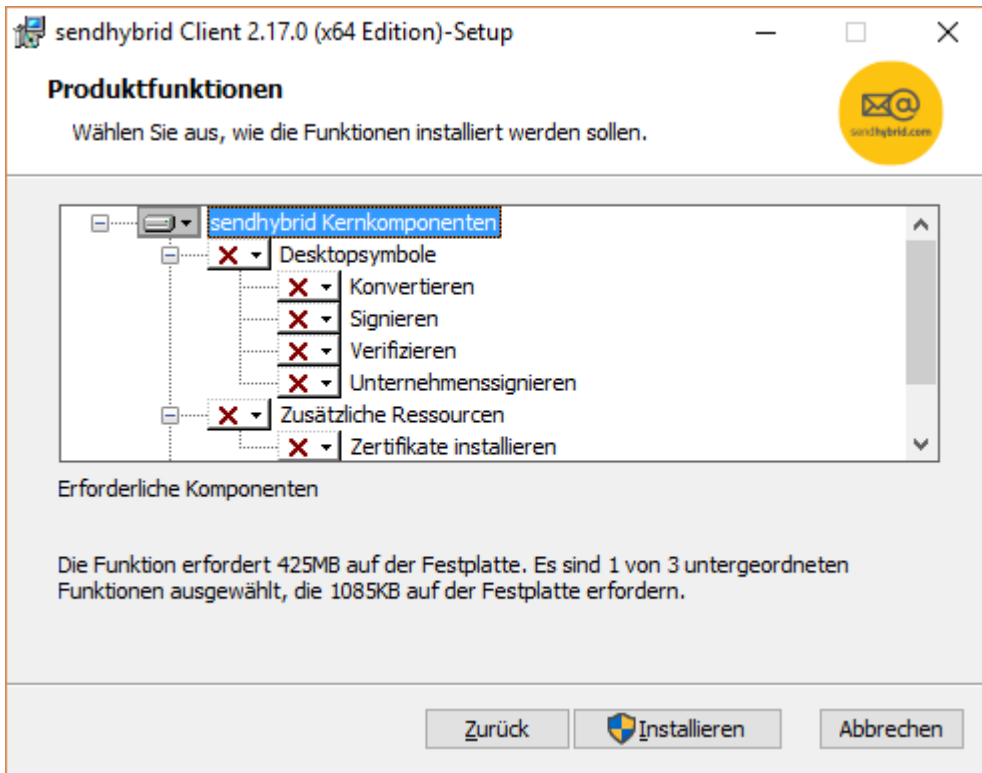 sendhybrid Client 2.17.0 (x64 Edition)-Setup
Produktfunktionen
Wählen Sie aus, wie die Funktionen installiert werden sollen.
sendhybrid.com
sendhybrid Kernkomponenten
Desktopsymbole
Konvertieren
Signieren
Verifizieren
Unternehmenssignieren
Zusätzliche Ressourcen
Zertifikate installieren
Erforderliche Komponenten
Die Funktion erfordert 425MB auf der Festplatte. Es sind 1 von 3 untergeordneten
Funktionen ausgewählt, die 1085KB auf der Festplatte erfordern.
Zurück Installieren Abbrechen